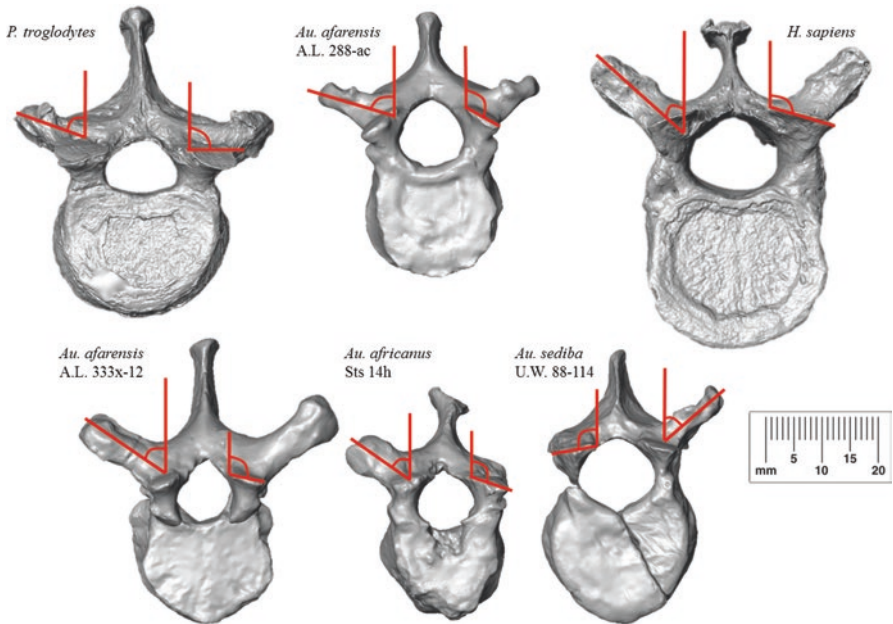 P. troglodytes
Au. afarensis
A.L. 288-ac
H. sapiens
Au. afarensis
A.L. 333x-12
Au. africanus
Sts 14h
Au. sediba
U.W. 88-114
mm 5 10 15 20